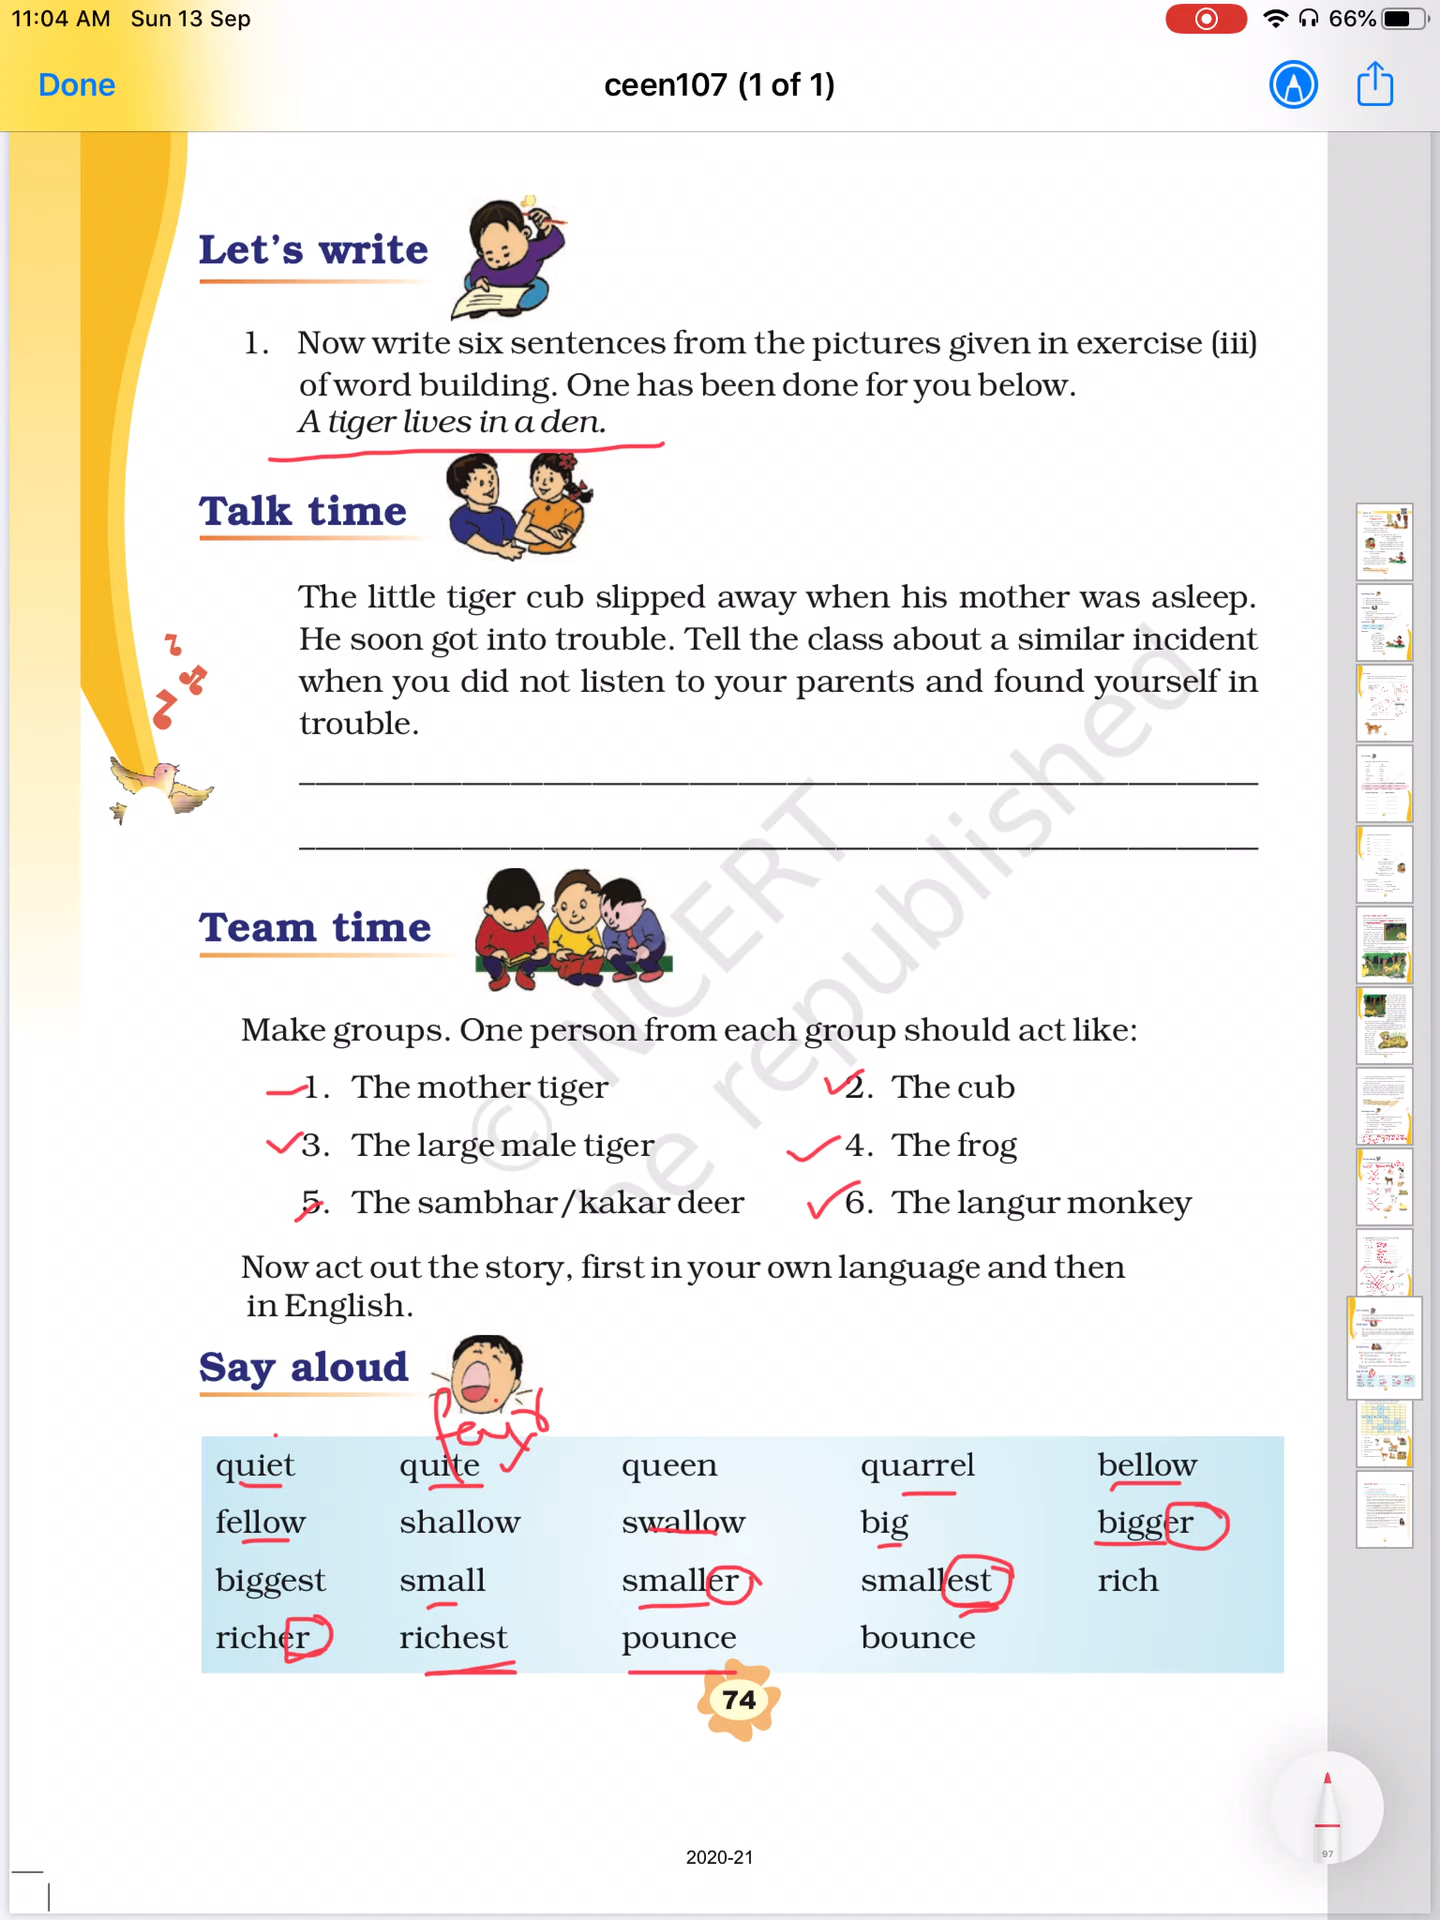 11:04 AM Sun 13 Sep
66%
Done
ceen107 (1 of 1)
Let's write
1. Now write six sentences from the pictures given in exercise (iii)
of word building. One has been done for you below.
A tiger lives in a den.
Talk time
The little tiger cub slipped away when his mother was asleep.
He soon got into trouble. Tell the class about a similar incident
when you did not listen to your parents and found yourself in
trouble.
Team time
Make groups. One person from each group should act like:
1. The mother tiger 2. The cub
3. The large male tiger 4. The frog
5. The sambhar/kakar deer 6. The langur monkey
Now act out the story, first in your own language and then
in English.
Say aloud
quiet quite queen quarrel bellow
fellow shallow swallow big bigger
biggest small smaller smallest rich
richer richest pounce bounce
74
© NCERT
be republished
97
2020-21